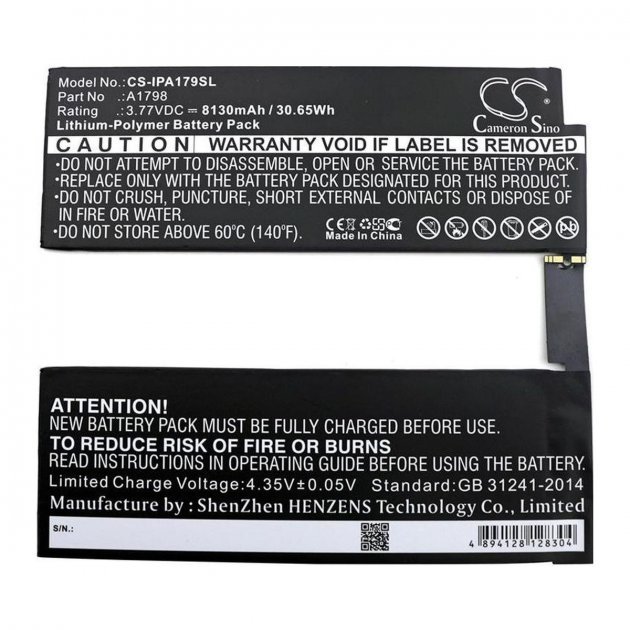 Model No.:CS-IPA179SL
Part No :A1798
Rating :3.77VDC⎓ 8130mAh / 30.65Wh
Lithium-Polymer Battery Pack
CS
Cameron Sino
CAUTION: WARRANTY VOID IF LABEL IS REMOVED
•DO NOT ATTEMPT TO DISASSEMBLE, OPEN OR SERVICE THE BATTERY PACK.
•REPLACE WITH THE BATTERY PACK DESIGNATED FOR THIS PRODUCT.
•DO NOT CRUSH, PUNCTURE, SHORT EXTERNAL CONTACTS OR DISPOSE OF
IN FIRE OR WATER.
•DO NOT STORE ABOVE 60°C (140°F).
CE
Made In China
Pb
ATTENTION!
NEW BATTERY PACK MUST BE FULLY CHARGED BEFORE FIRST USE.
TO REDUCE RISK OF FIRE OR BURNS
READ INSTRUCTIONS IN OPERATING GUIDE BEFORE USING BATTERY.
Limited Charge Voltage:4.35V±0.05V Standard:GB 31241-2014
Manufacture by: ShenZhen HENZENS Technology Co., Limited
S/N.:
4 894128 128304